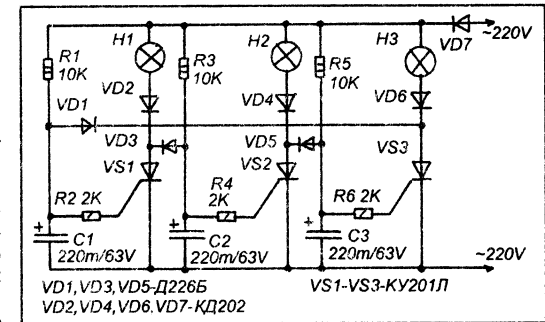 H1 H2 H3 VD7 ~220V
R1 10K R3 10K R5 10K
VD2 VD4 VD6
VD1 VD3 VD5
VS1 VS2 VS3
R2 2K R4 2K R6 2K
+ C1 220m/63V + C2 220m/63V + C3 220m/63V ~220V
VD1,VD3,VD5-Д226Б VS1-VS3-КУ201Л
VD2,VD4,VD6.VD7-КД202